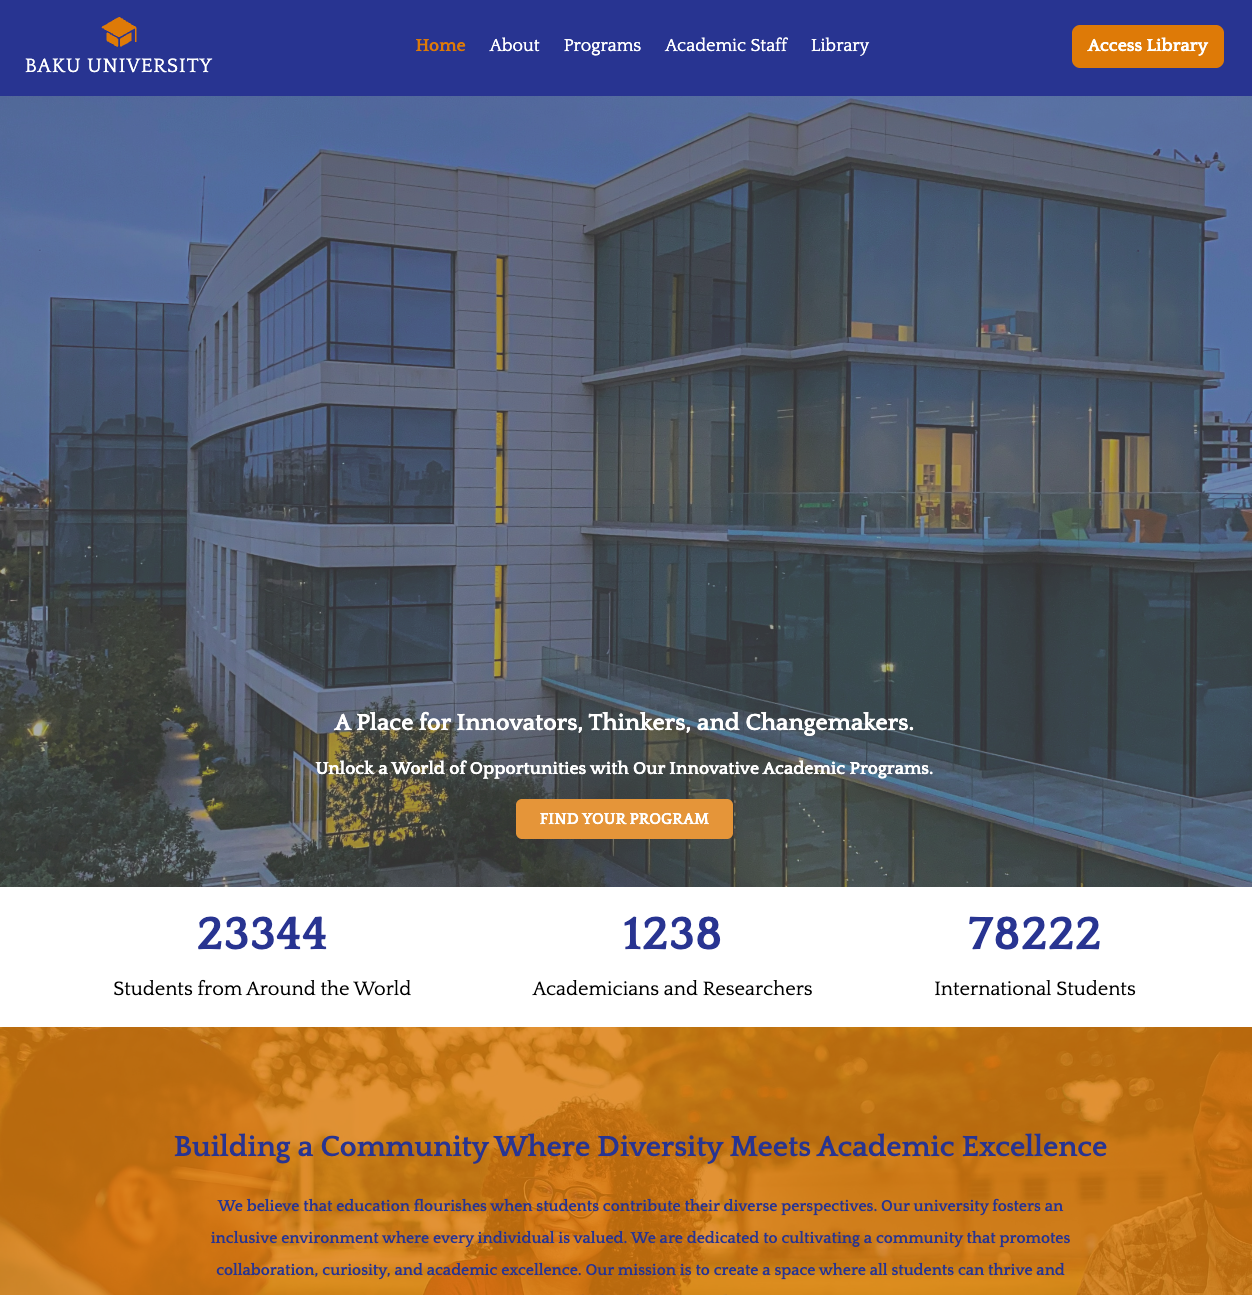 BAKU UNIVERSITY
Home About Programs Academic Staff Library
Access Library
A Place for Innovators, Thinkers, and Changemakers.
Unlock a World of Opportunities with Our Innovative Academic Programs.
FIND YOUR PROGRAM
23344 1238 78222
Students from Around the World Academicians and Researchers International Students
Building a Community Where Diversity Meets Academic Excellence
We believe that education flourishes when students contribute their diverse perspectives. Our university fosters an
inclusive environment where every individual is valued. We are dedicated to cultivating a community that promotes
collaboration, curiosity, and academic excellence. Our mission is to create a space where all students can thrive and